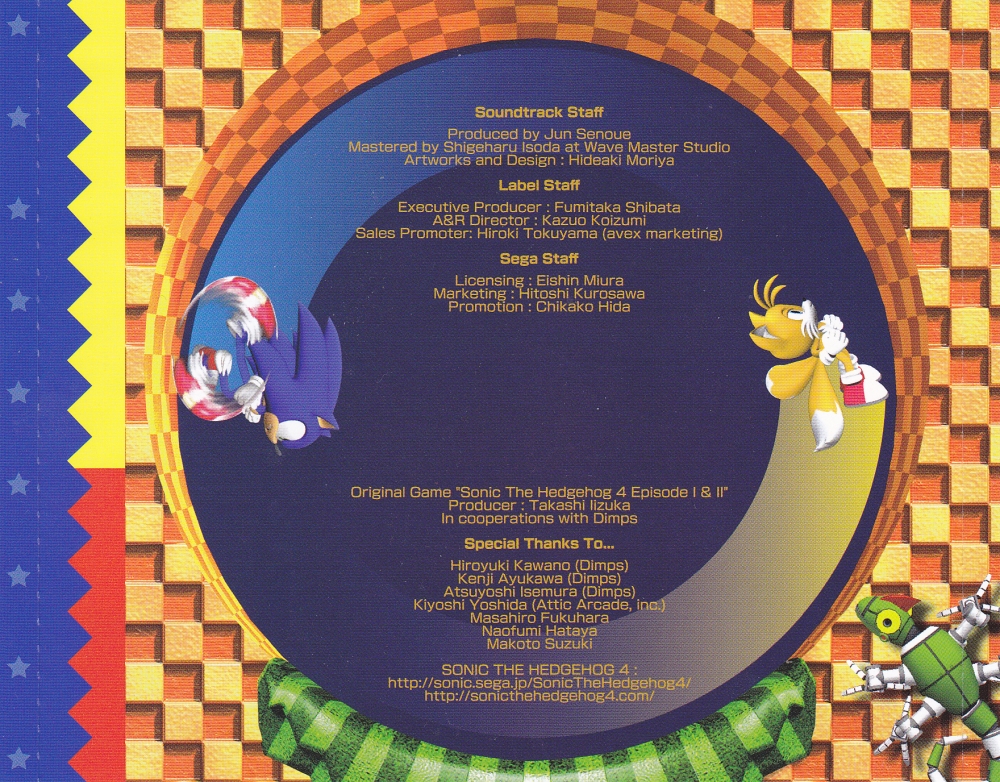 Soundtrack Staff
Produced by Jun Senoue
Mastered by Shigeharu Isoda at Wave Master Studio
Artworks and Design : Hideaki Moriya
Label Staff
Executive Producer : Fumitaka Shibata
A&R Director : Kazuo Koizumi
Sales Promoter: Hiroki Tokuyama (avex marketing)
Sega Staff
Licensing : Eishin Miura
Marketing : Hitoshi Kurosawa
Promotion : Chikako Hida
Original Game "Sonic The Hedgehog 4 Episode I & II"
Producer : Takashi Iizuka
In cooperations with Dimps
Special Thanks To...
Hiroyuki Kawano (Dimps)
Kenji Ayukawa (Dimps)
Atsuyoshi Isemura (Dimps)
Kiyoshi Yoshida (Attic Arcade, inc.)
Masahiro Fukuhara
Naofumi Hataya
Makoto Suzuki
SONIC THE HEDGEHOG 4 :
http://sonic.sega.jp/SonicTheHedgehog4/
http://sonicthehedgehog4.com/